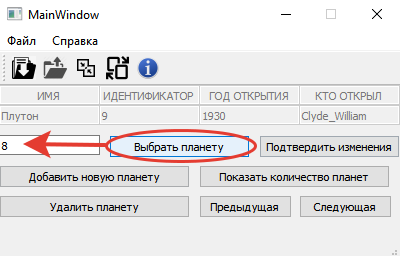 MainWindow
Файл Справка
ИМЯ ИДЕНТИФИКАТОР ГОД ОТКРЫТИЯ КТО ОТКРЫЛ
Плутон 9 1930 Clyde_William
8 Выбрать планету Подтвердить изменения
Добавить новую планету Показать количество планет
Удалить планету Предыдущая Следующая